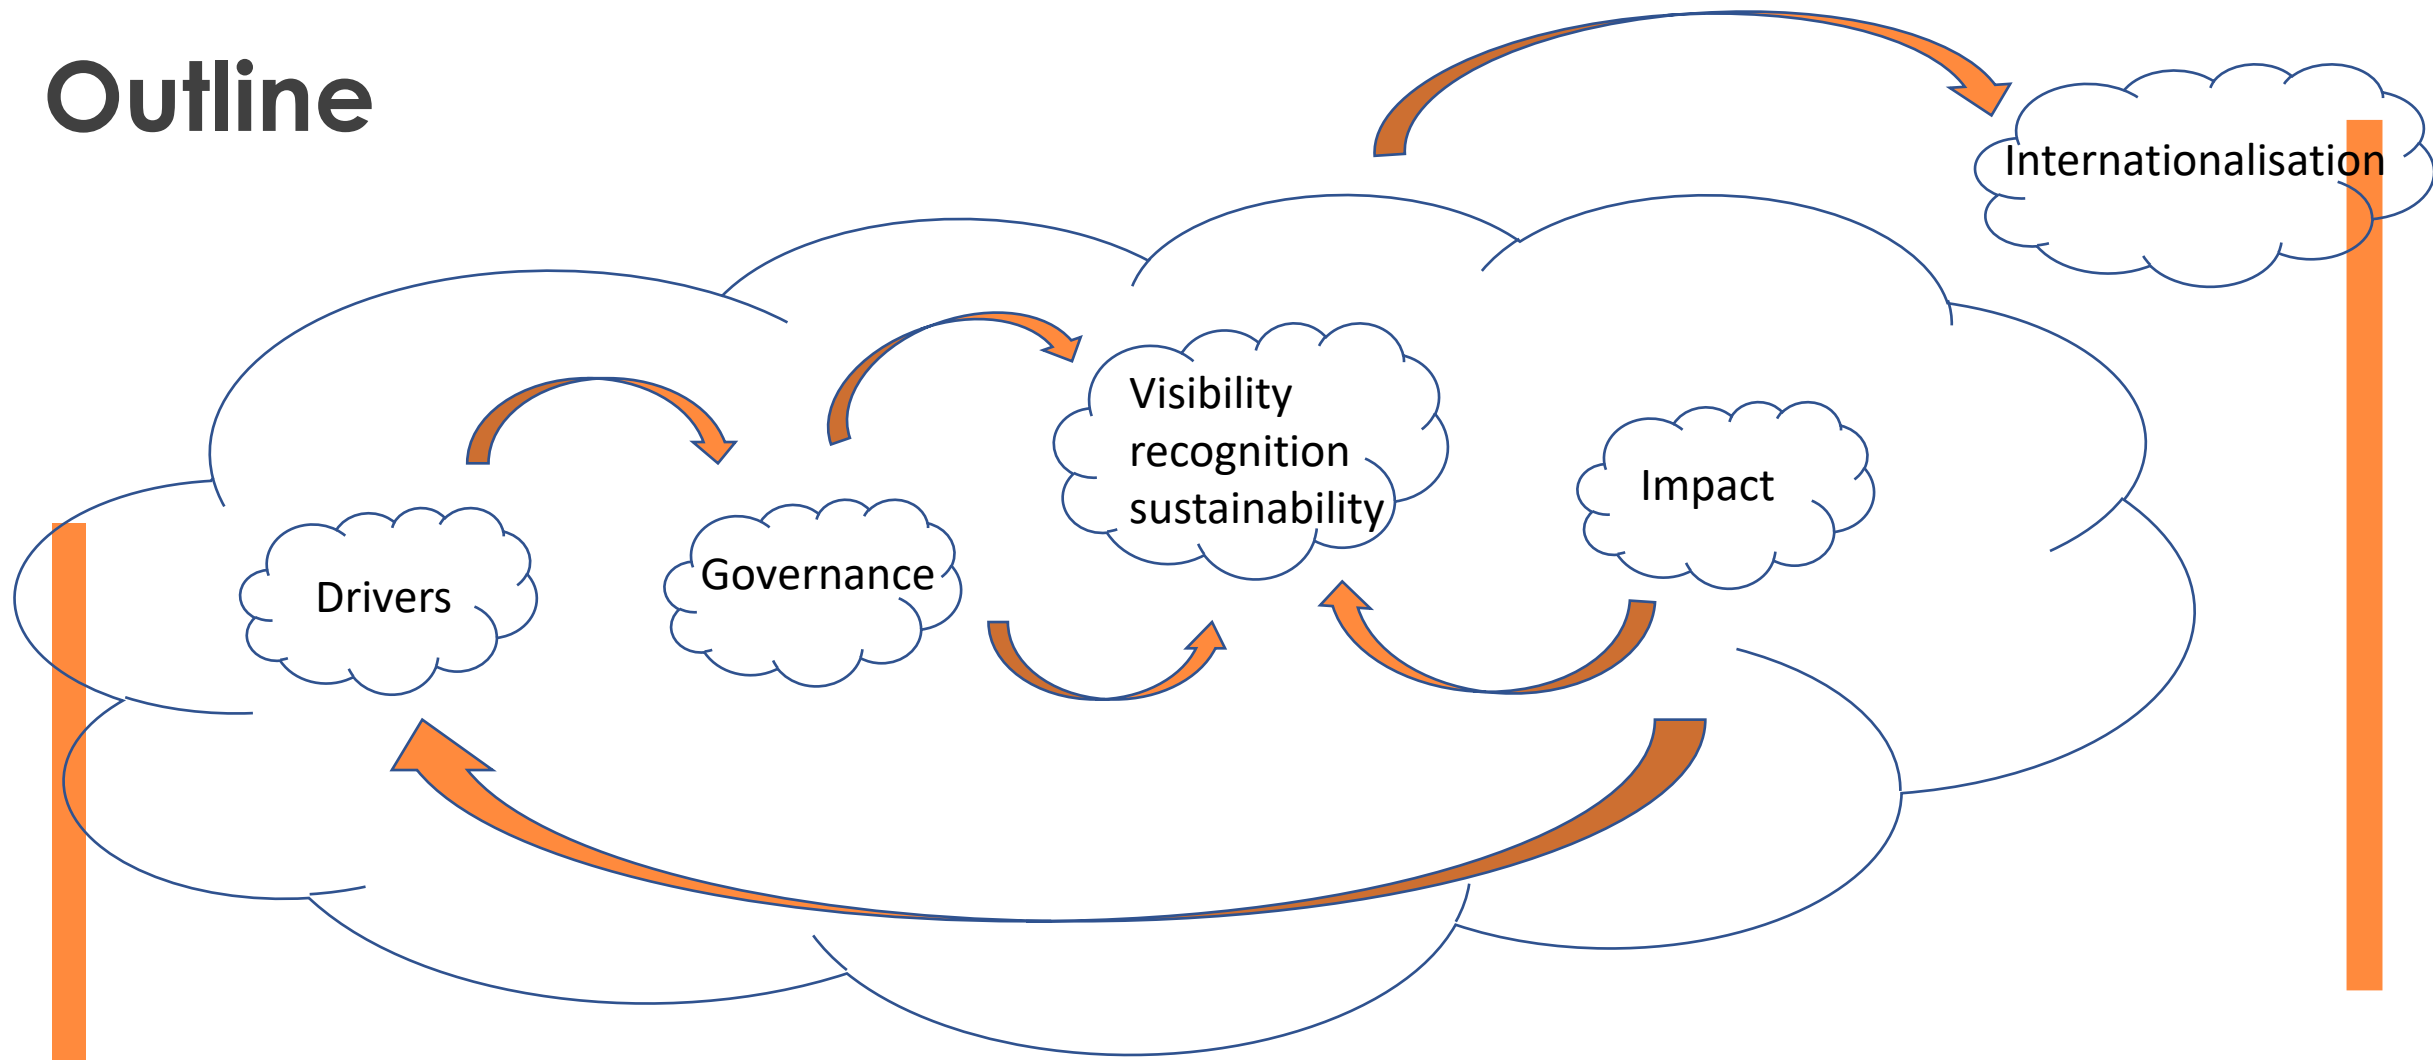 Outline
Internationalisation
Visibility
recognition
sustainability
Impact
Governance
Drivers